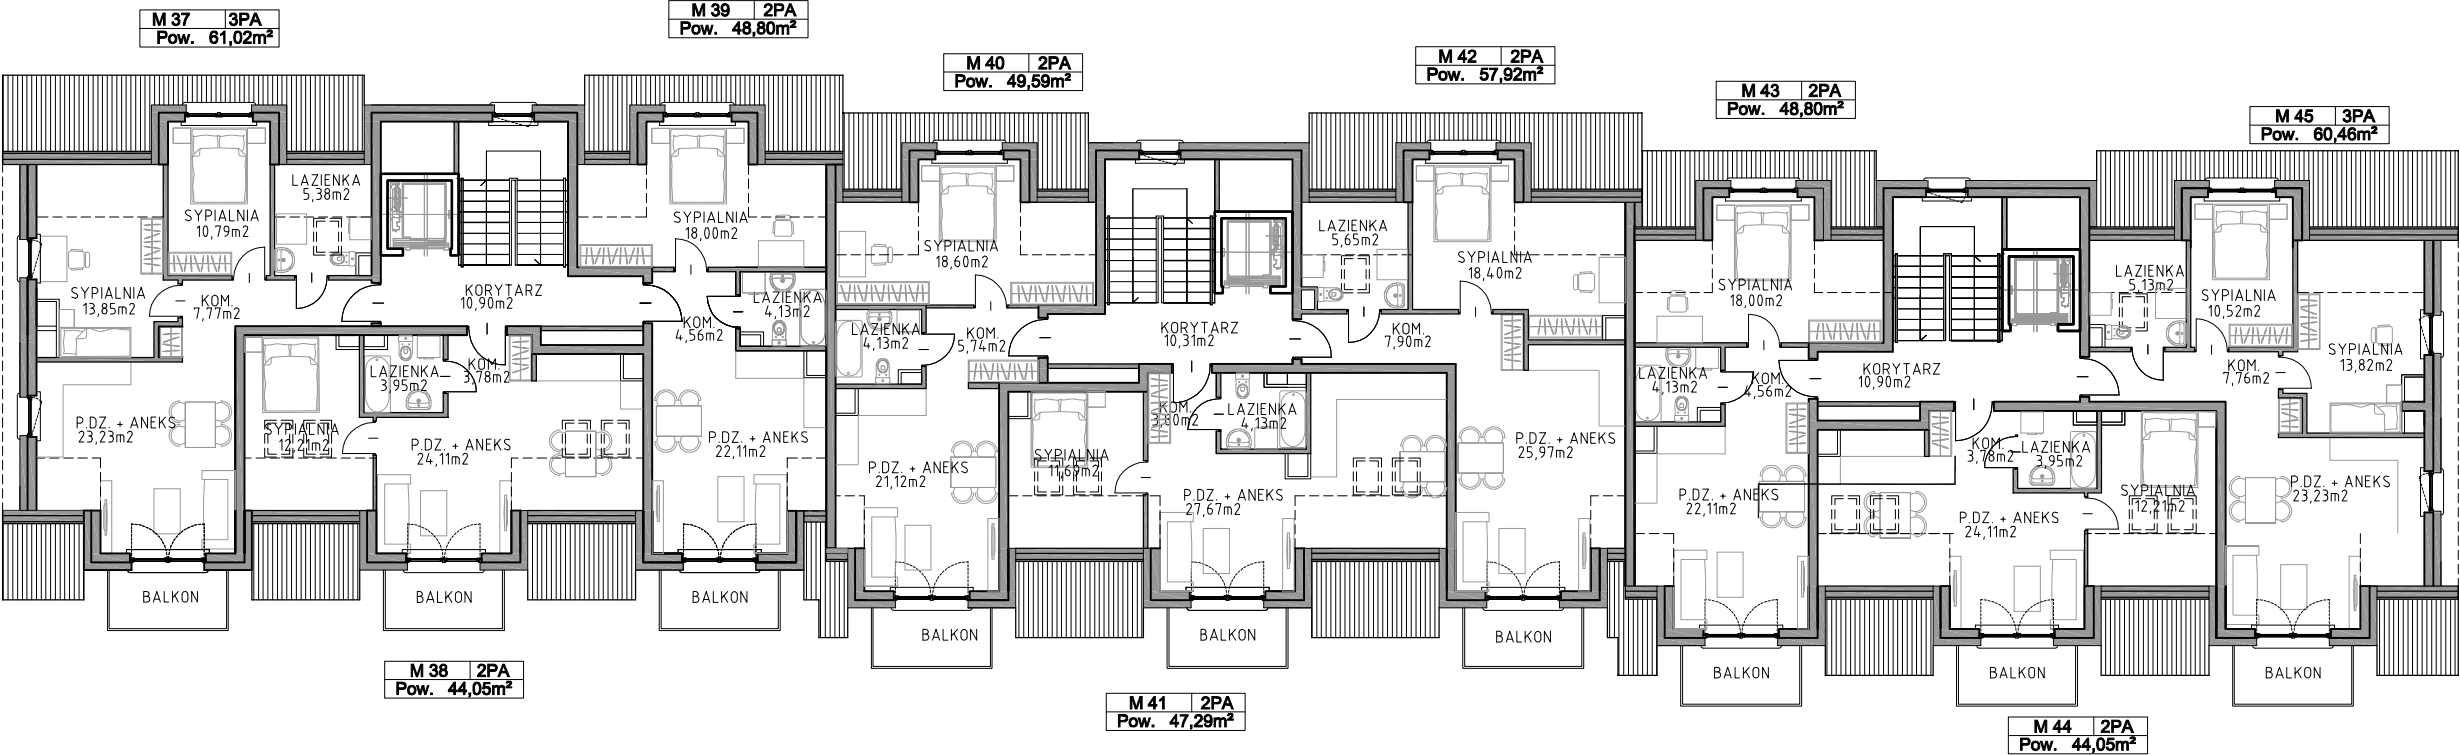 M 37 3PA
Pow. 61,02m²
M 39 2PA
Pow. 48,80m²
M 40 2PA
Pow. 49,59m²
M 42 2PA
Pow. 57,92m²
M 43 2PA
Pow. 48,80m²
M 45 3PA
Pow. 60,46m²
SYPIALNIA
10,79m2
LAZIENKA
5,38m2
SYPIALNIA
13,85m2
KOM.
7,77m2
P.DZ. + ANEKS
23,23m2
BALKON
KORYTARZ
10,90m2
SYPIALNIA
12,21m2
LAZIENKA
3,95m2
KOM.
3,78m2
P.DZ. + ANEKS
24,11m2
BALKON
SYPIALNIA
18,00m2
LAZIENKA
4,13m2
KOM.
4,56m2
P.DZ. + ANEKS
22,11m2
BALKON
SYPIALNIA
18,60m2
LAZIENKA
4,13m2
KOM.
5,74m2
P.DZ. + ANEKS
21,12m2
BALKON
KORYTARZ
10,31m2
SYPIALNIA
11,69m2
KOM.
3,80m2
LAZIENKA
4,13m2
P.DZ. + ANEKS
27,67m2
BALKON
LAZIENKA
5,65m2
SYPIALNIA
18,40m2
KOM.
7,90m2
P.DZ. + ANEKS
25,97m2
BALKON
SYPIALNIA
18,00m2
LAZIENKA
4,13m2
KOM.
4,56m2
P.DZ. + ANEKS
22,11m2
BALKON
KORYTARZ
10,90m2
KOM.
3,78m2
LAZIENKA
3,95m2
SYPIALNIA
12,21m2
P.DZ. + ANEKS
24,11m2
BALKON
LAZIENKA
5,13m2
SYPIALNIA
10,52m2
SYPIALNIA
13,82m2
KOM.
7,76m2
P.DZ. + ANEKS
23,23m2
BALKON
M 38 2PA
Pow. 44,05m²
M 41 2PA
Pow. 47,29m²
M 44 2PA
Pow. 44,05m²